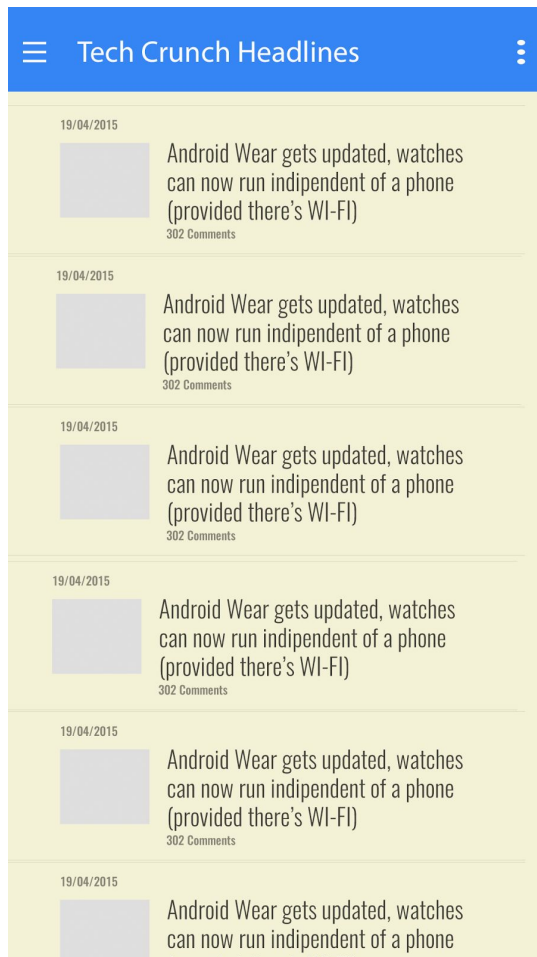 Tech Crunch Headlines
19/04/2015
Android Wear gets updated, watches
can now run indipendent of a phone
(provided there’s WI-FI)
302 Comments
19/04/2015
Android Wear gets updated, watches
can now run indipendent of a phone
(provided there’s WI-FI)
302 Comments
19/04/2015
Android Wear gets updated, watches
can now run indipendent of a phone
(provided there’s WI-FI)
302 Comments
19/04/2015
Android Wear gets updated, watches
can now run indipendent of a phone
(provided there’s WI-FI)
302 Comments
19/04/2015
Android Wear gets updated, watches
can now run indipendent of a phone
(provided there’s WI-FI)
302 Comments
19/04/2015
Android Wear gets updated, watches
can now run indipendent of a phone